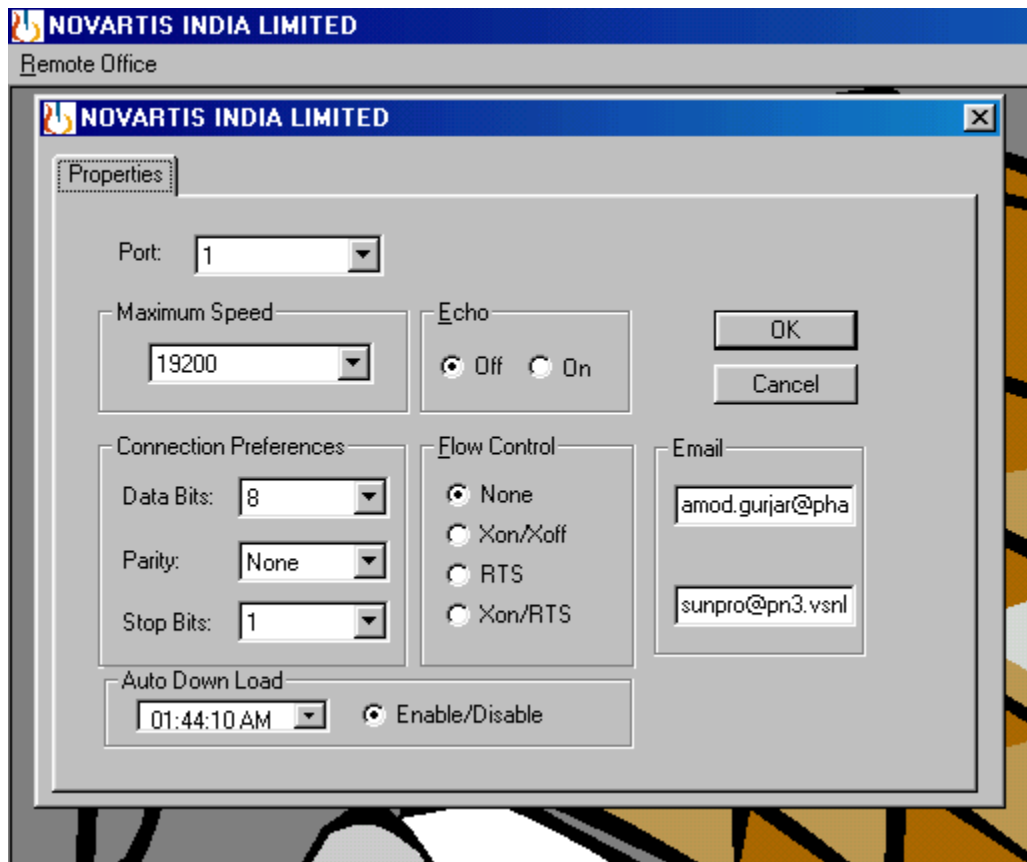 NOVARTIS INDIA LIMITED
Remote Office
NOVARTIS INDIA LIMITED
Properties
Port: 1
Maximum Speed
19200
Echo
Off On
OK
Cancel
Connection Preferences
Data Bits: 8
Parity: None
Stop Bits: 1
Flow Control
None
Xon/Xoff
RTS
Xon/RTS
Email
amod.gurjar@pha
sunpro@pn3.vsnl
Auto Down Load
01:44:10 AM Enable/Disable